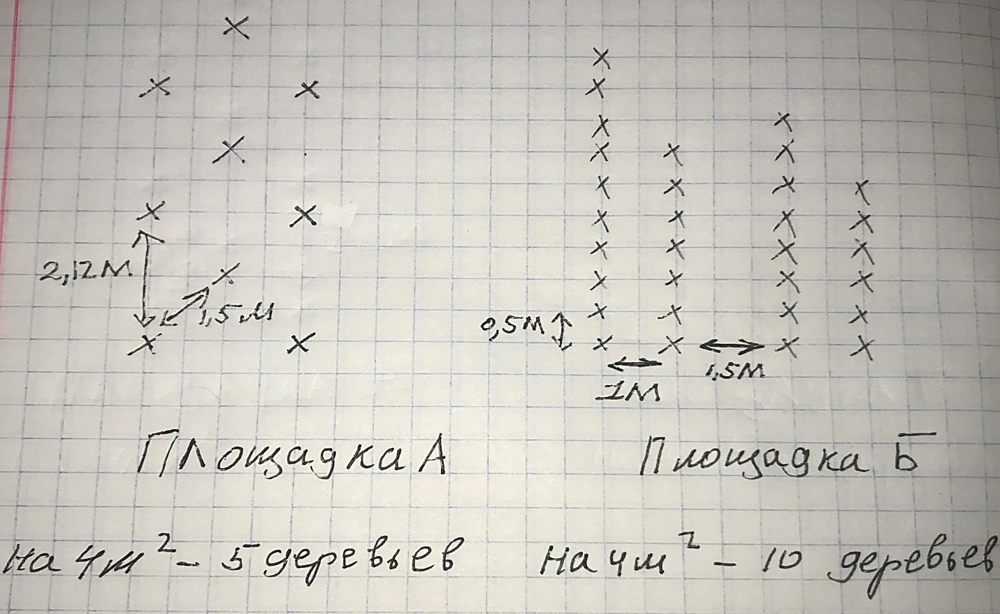 2,12м
1,5м
0,5м
1м
1,5м
Площадка А
Площадка Б
на 4м² - 5 деревьев
на 4м² - 10 деревьев